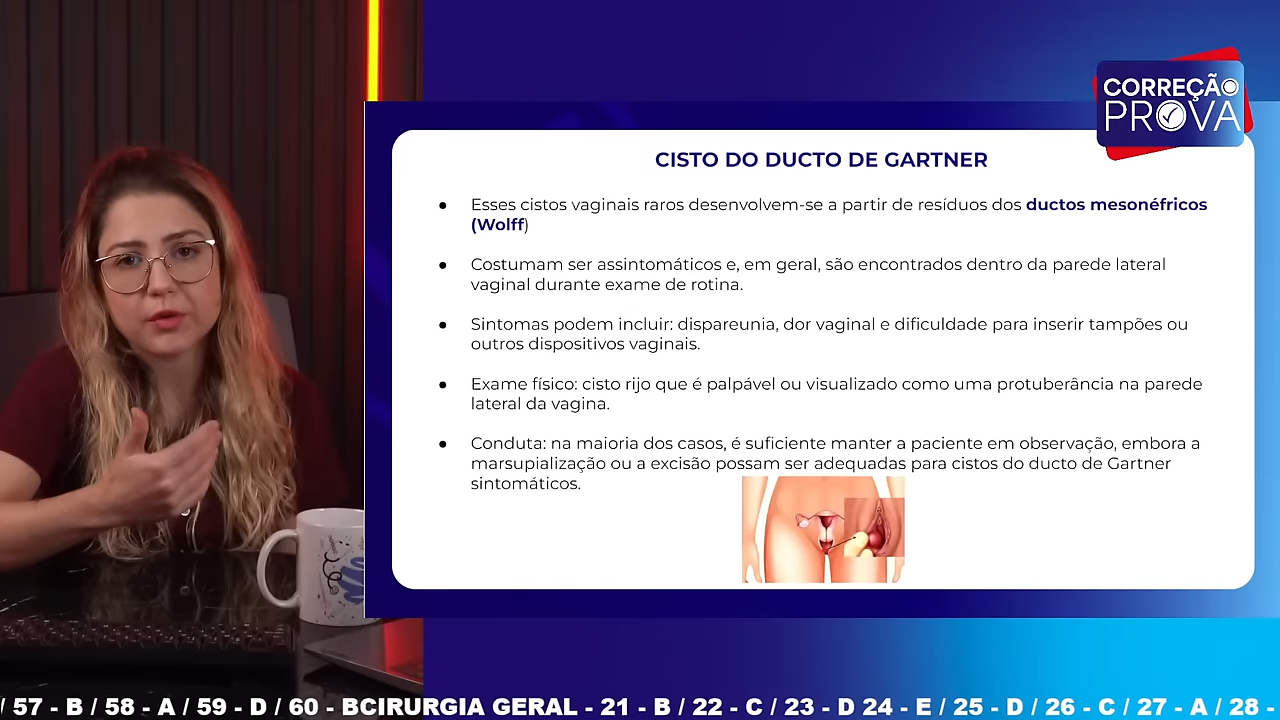 CORREÇÃO
PROVA
CISTO DO DUCTO DE GARTNER
● Esses cistos vaginais raros desenvolvem-se a partir de resíduos dos ductos mesonéfricos
(Wolff)
● Costumam ser assintomáticos e, em geral, são encontrados dentro da parede lateral
vaginal durante exame de rotina.
● Sintomas podem incluir: dispareunia, dor vaginal e dificuldade para inserir tampões ou
outros dispositivos vaginais.
● Exame físico: cisto rijo que é palpável ou visualizado como uma protuberância na parede
lateral da vagina.
● Conduta: na maioria dos casos, é suficiente manter a paciente em observação, embora a
marsupialização ou a excisão possam ser adequadas para cistos do ducto de Gartner
sintomáticos.
/ 57 - B / 58 - A / 59 - D / 60 - BCIRURGIA GERAL - 21 - B / 22 - C / 23 - D 24 - E / 25 - D / 26 - C / 27 - A / 28 -